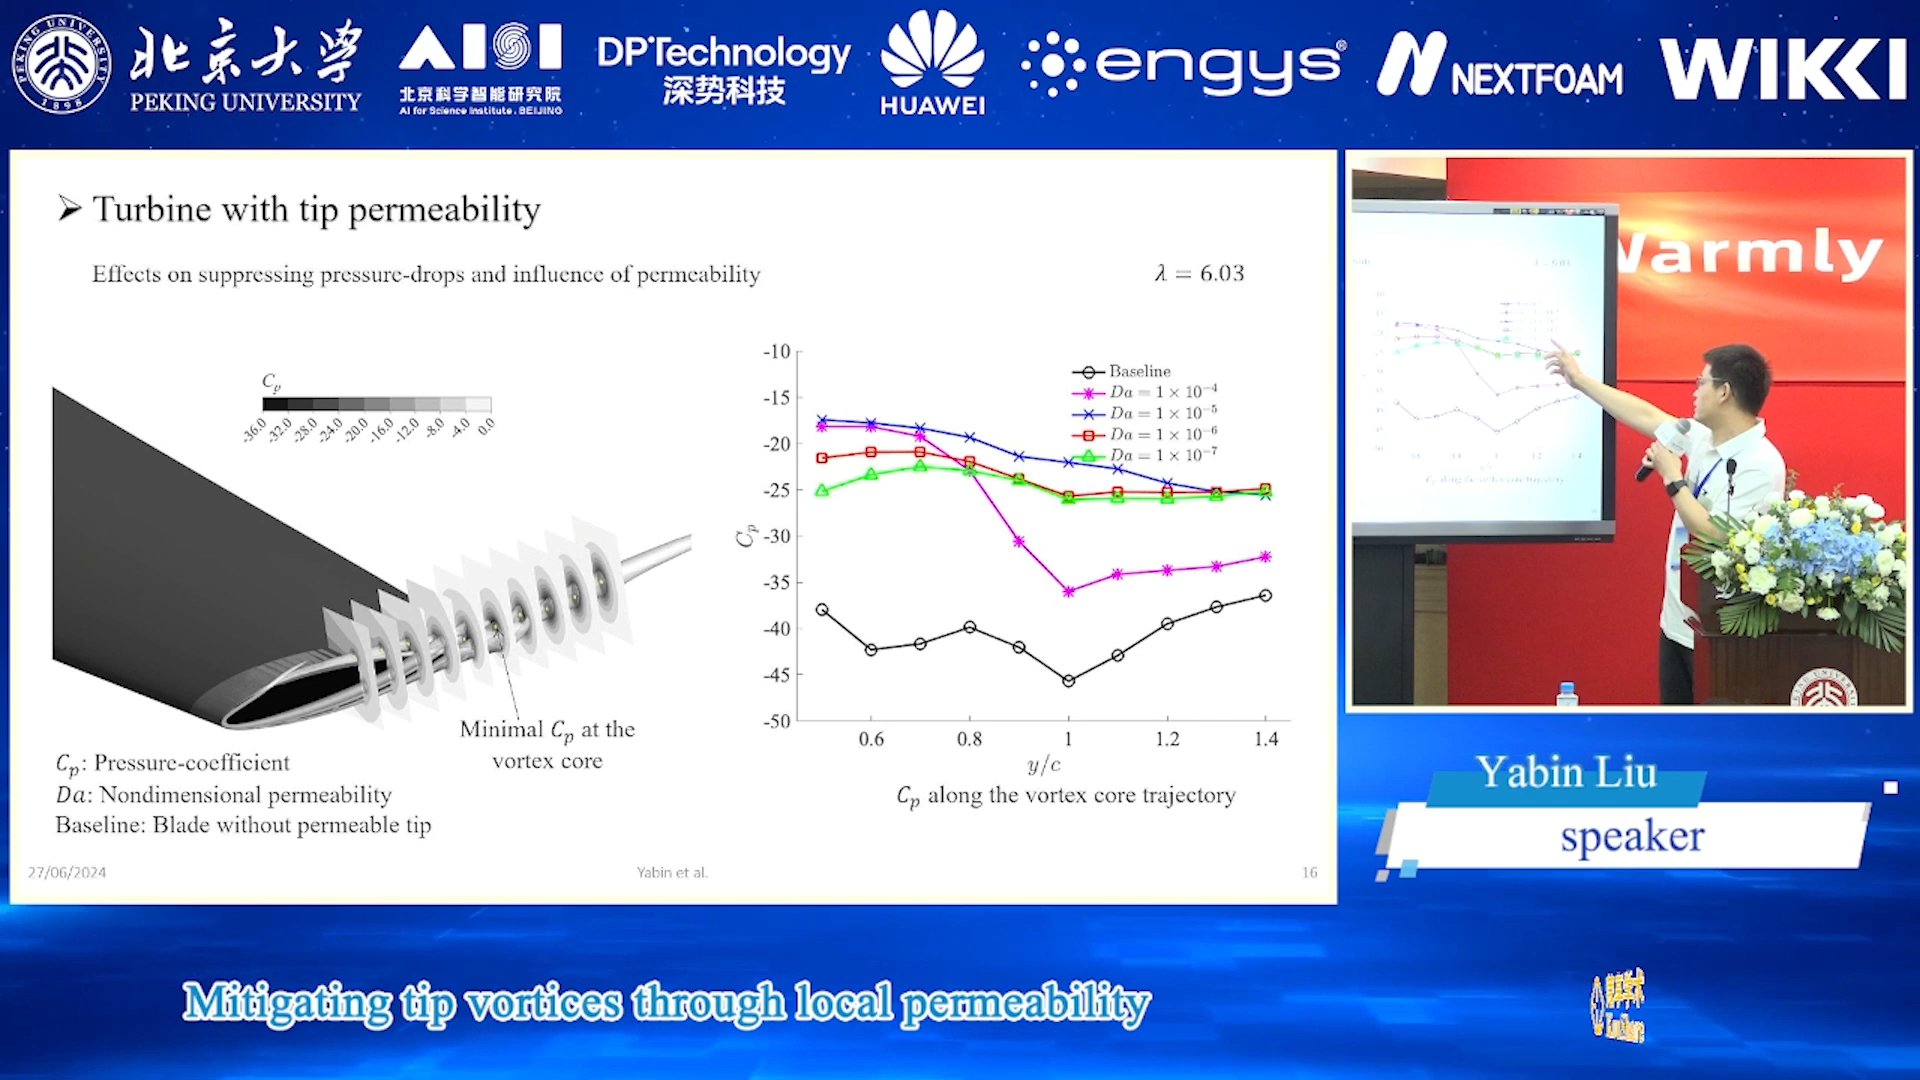 PEKING UNIVERSITY
1898
北京大学
PEKING UNIVERSITY
AISI
北京科学智能研究院
AI for Science Institute, BEIJING
DP Technology
深势科技
HUAWEI
engys®
NEXTFOAM
WIKKI
➢ Turbine with tip permeability
Effects on suppressing pressure-drops and influence of permeability
λ = 6.03
Cp
-36.0 -32.0 -28.0 -24.0 -20.0 -16.0 -12.0 -8.0 -4.0 0.0
Minimal Cp at the
vortex core
Cp: Pressure-coefficient
Da: Nondimensional permeability
Baseline: Blade without permeable tip
-10
-15
-20
-25
-30
-35
-40
-45
-50
Cp
0.6 0.8 1 1.2 1.4
y/c
Baseline
Da = 1 × 10⁻⁴
Da = 1 × 10⁻⁵
Da = 1 × 10⁻⁶
Da = 1 × 10⁻⁷
Cp along the vortex core trajectory
27/06/2024
Yabin et al.
16
Warmly
Yabin Liu
speaker
Mitigating tip vortices through local permeability
KouShare